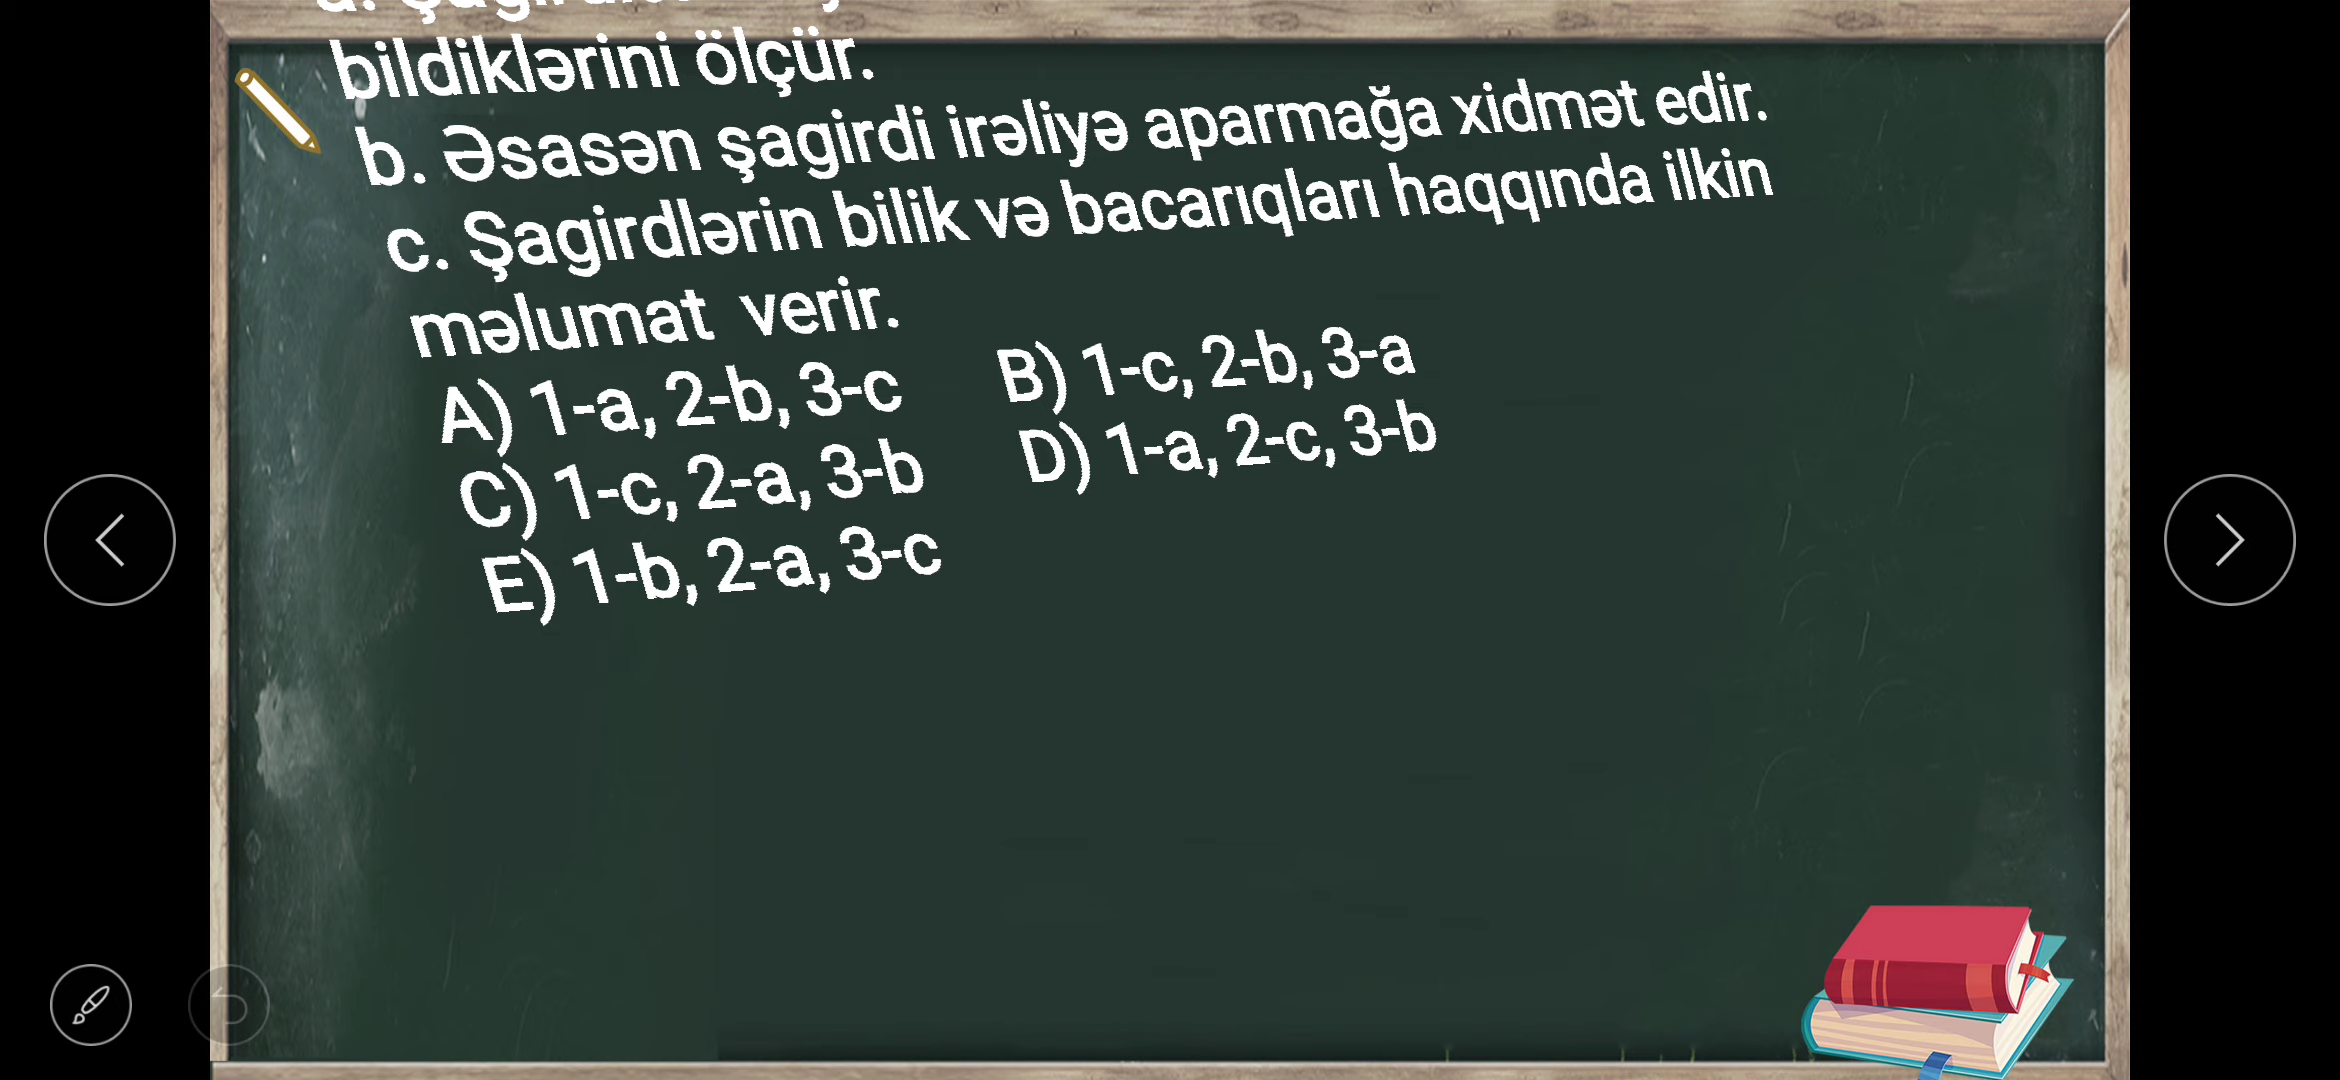 bildiklərini ölçür.
b. Əsasən şagirdi irəliyə aparmağa xidmət edir.
c. Şagirdlərin bilik və bacarıqları haqqında ilkin
məlumat verir.
A) 1-a, 2-b, 3-c B) 1-c, 2-b, 3-a
C) 1-c, 2-a, 3-b D) 1-a, 2-c, 3-b
E) 1-b, 2-a, 3-c